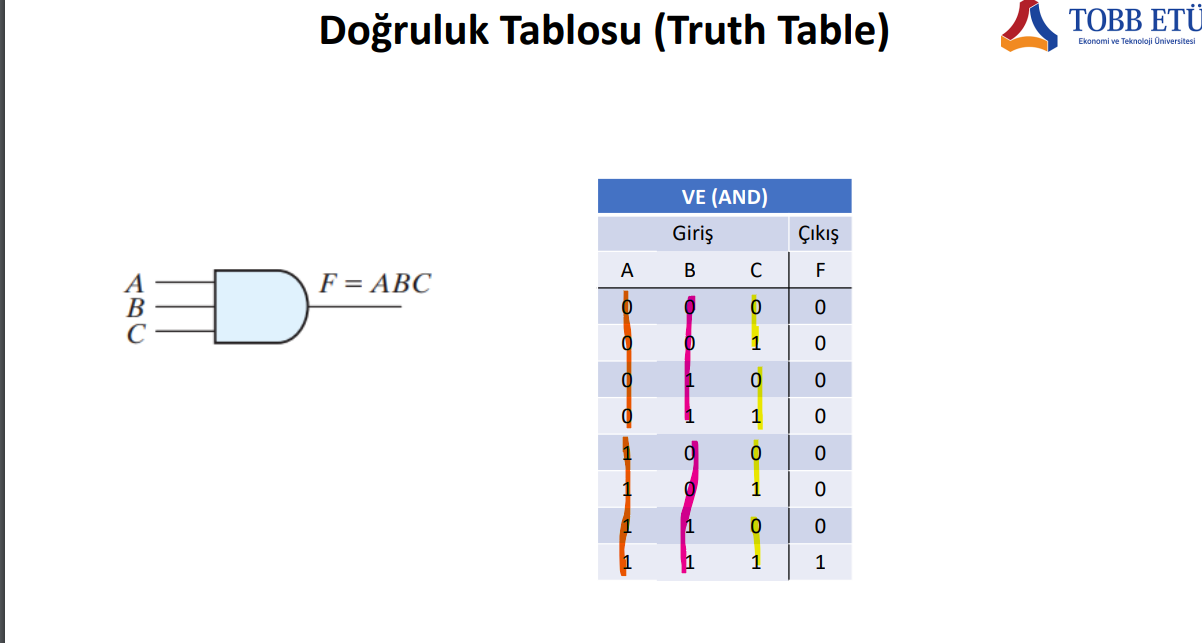 Doğruluk Tablosu (Truth Table)
TOBB ETÜ
Ekonomi ve Teknoloji Üniversitesi
A
B
C
F = ABC
VE (AND)
Giriş Çıkış
A B C F
0 0 0 0
0 0 1 0
0 1 0 0
0 1 1 0
1 0 0 0
1 0 1 0
1 1 0 0
1 1 1 1